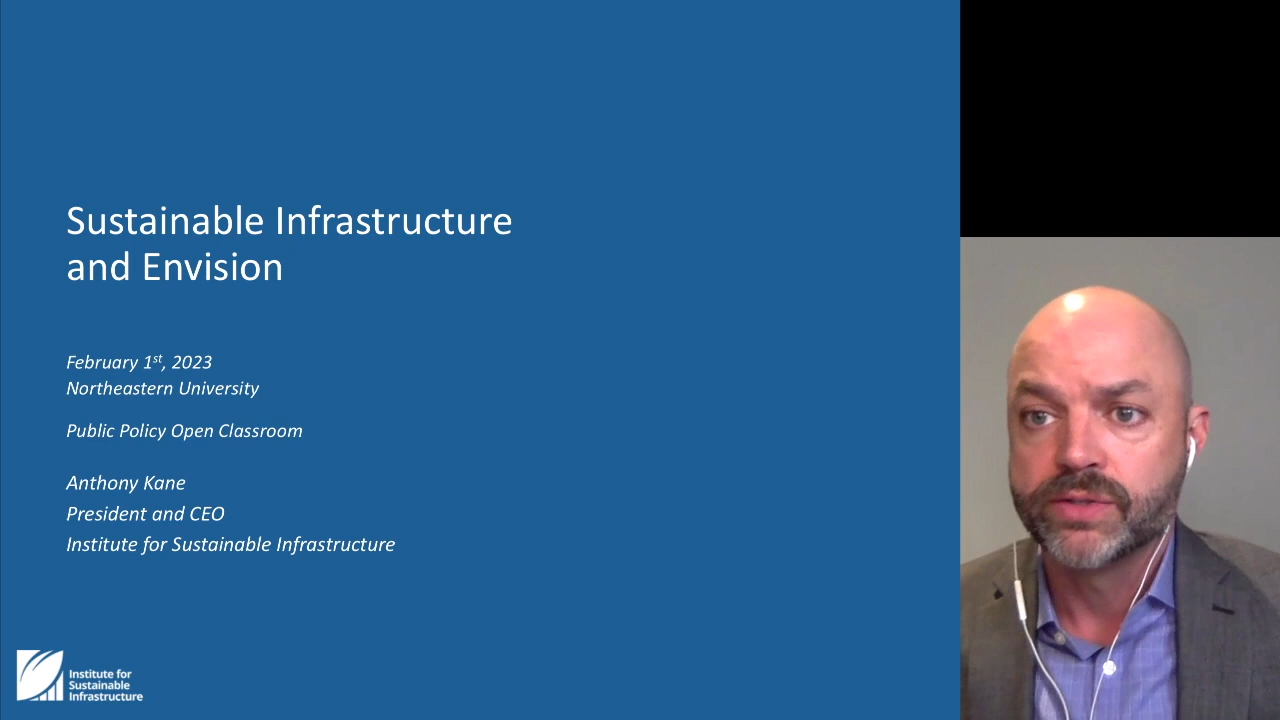 Sustainable Infrastructure
and Envision
February 1st, 2023
Northeastern University
Public Policy Open Classroom
Anthony Kane
President and CEO
Institute for Sustainable Infrastructure
Institute for
Sustainable
Infrastructure